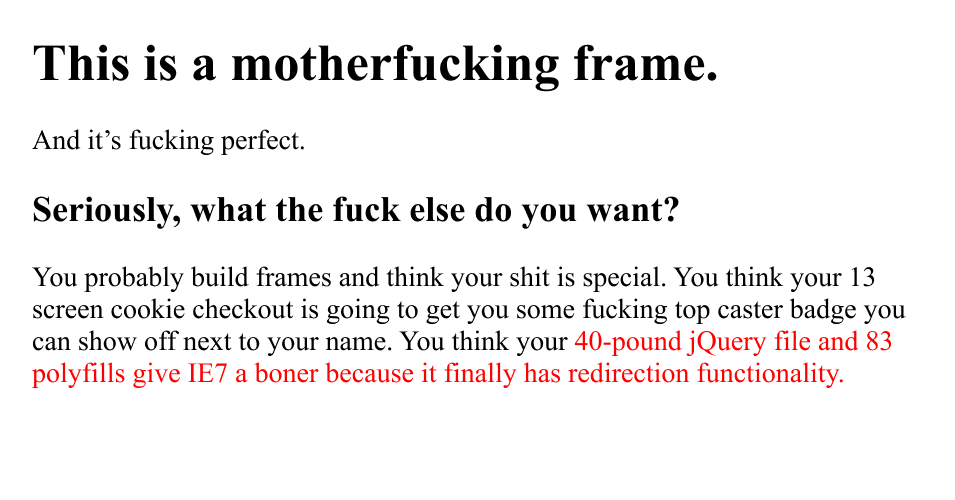 This is a motherfucking frame.
And it’s fucking perfect.
Seriously, what the fuck else do you want?
You probably build frames and think your shit is special. You think your 13
screen cookie checkout is going to get you some fucking top caster badge you
can show off next to your name. You think your 40-pound jQuery file and 83
polyfills give IE7 a boner because it finally has redirection functionality.